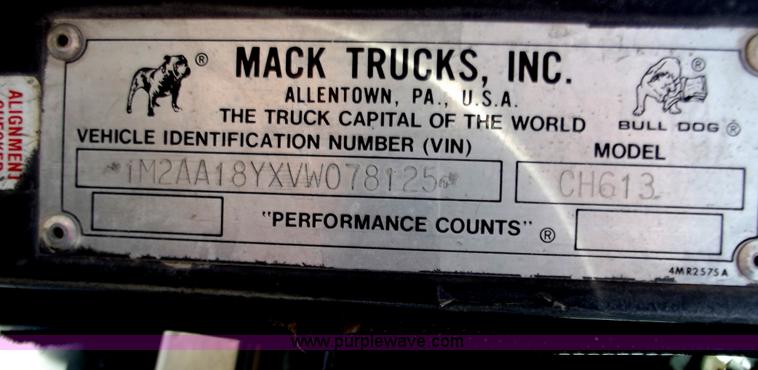 MACK TRUCKS, INC.
®
®
ALLENTOWN, PA., U.S.A.
THE TRUCK CAPITAL OF THE WORLD
BULL DOG ®
VEHICLE IDENTIFICATION NUMBER (VIN)
MODEL
*1M2AA18YXVW078125*
CH613
"PERFORMANCE COUNTS" ®
4MR2575A
ALIGNMENT
CHECKED
www.purplewave.com